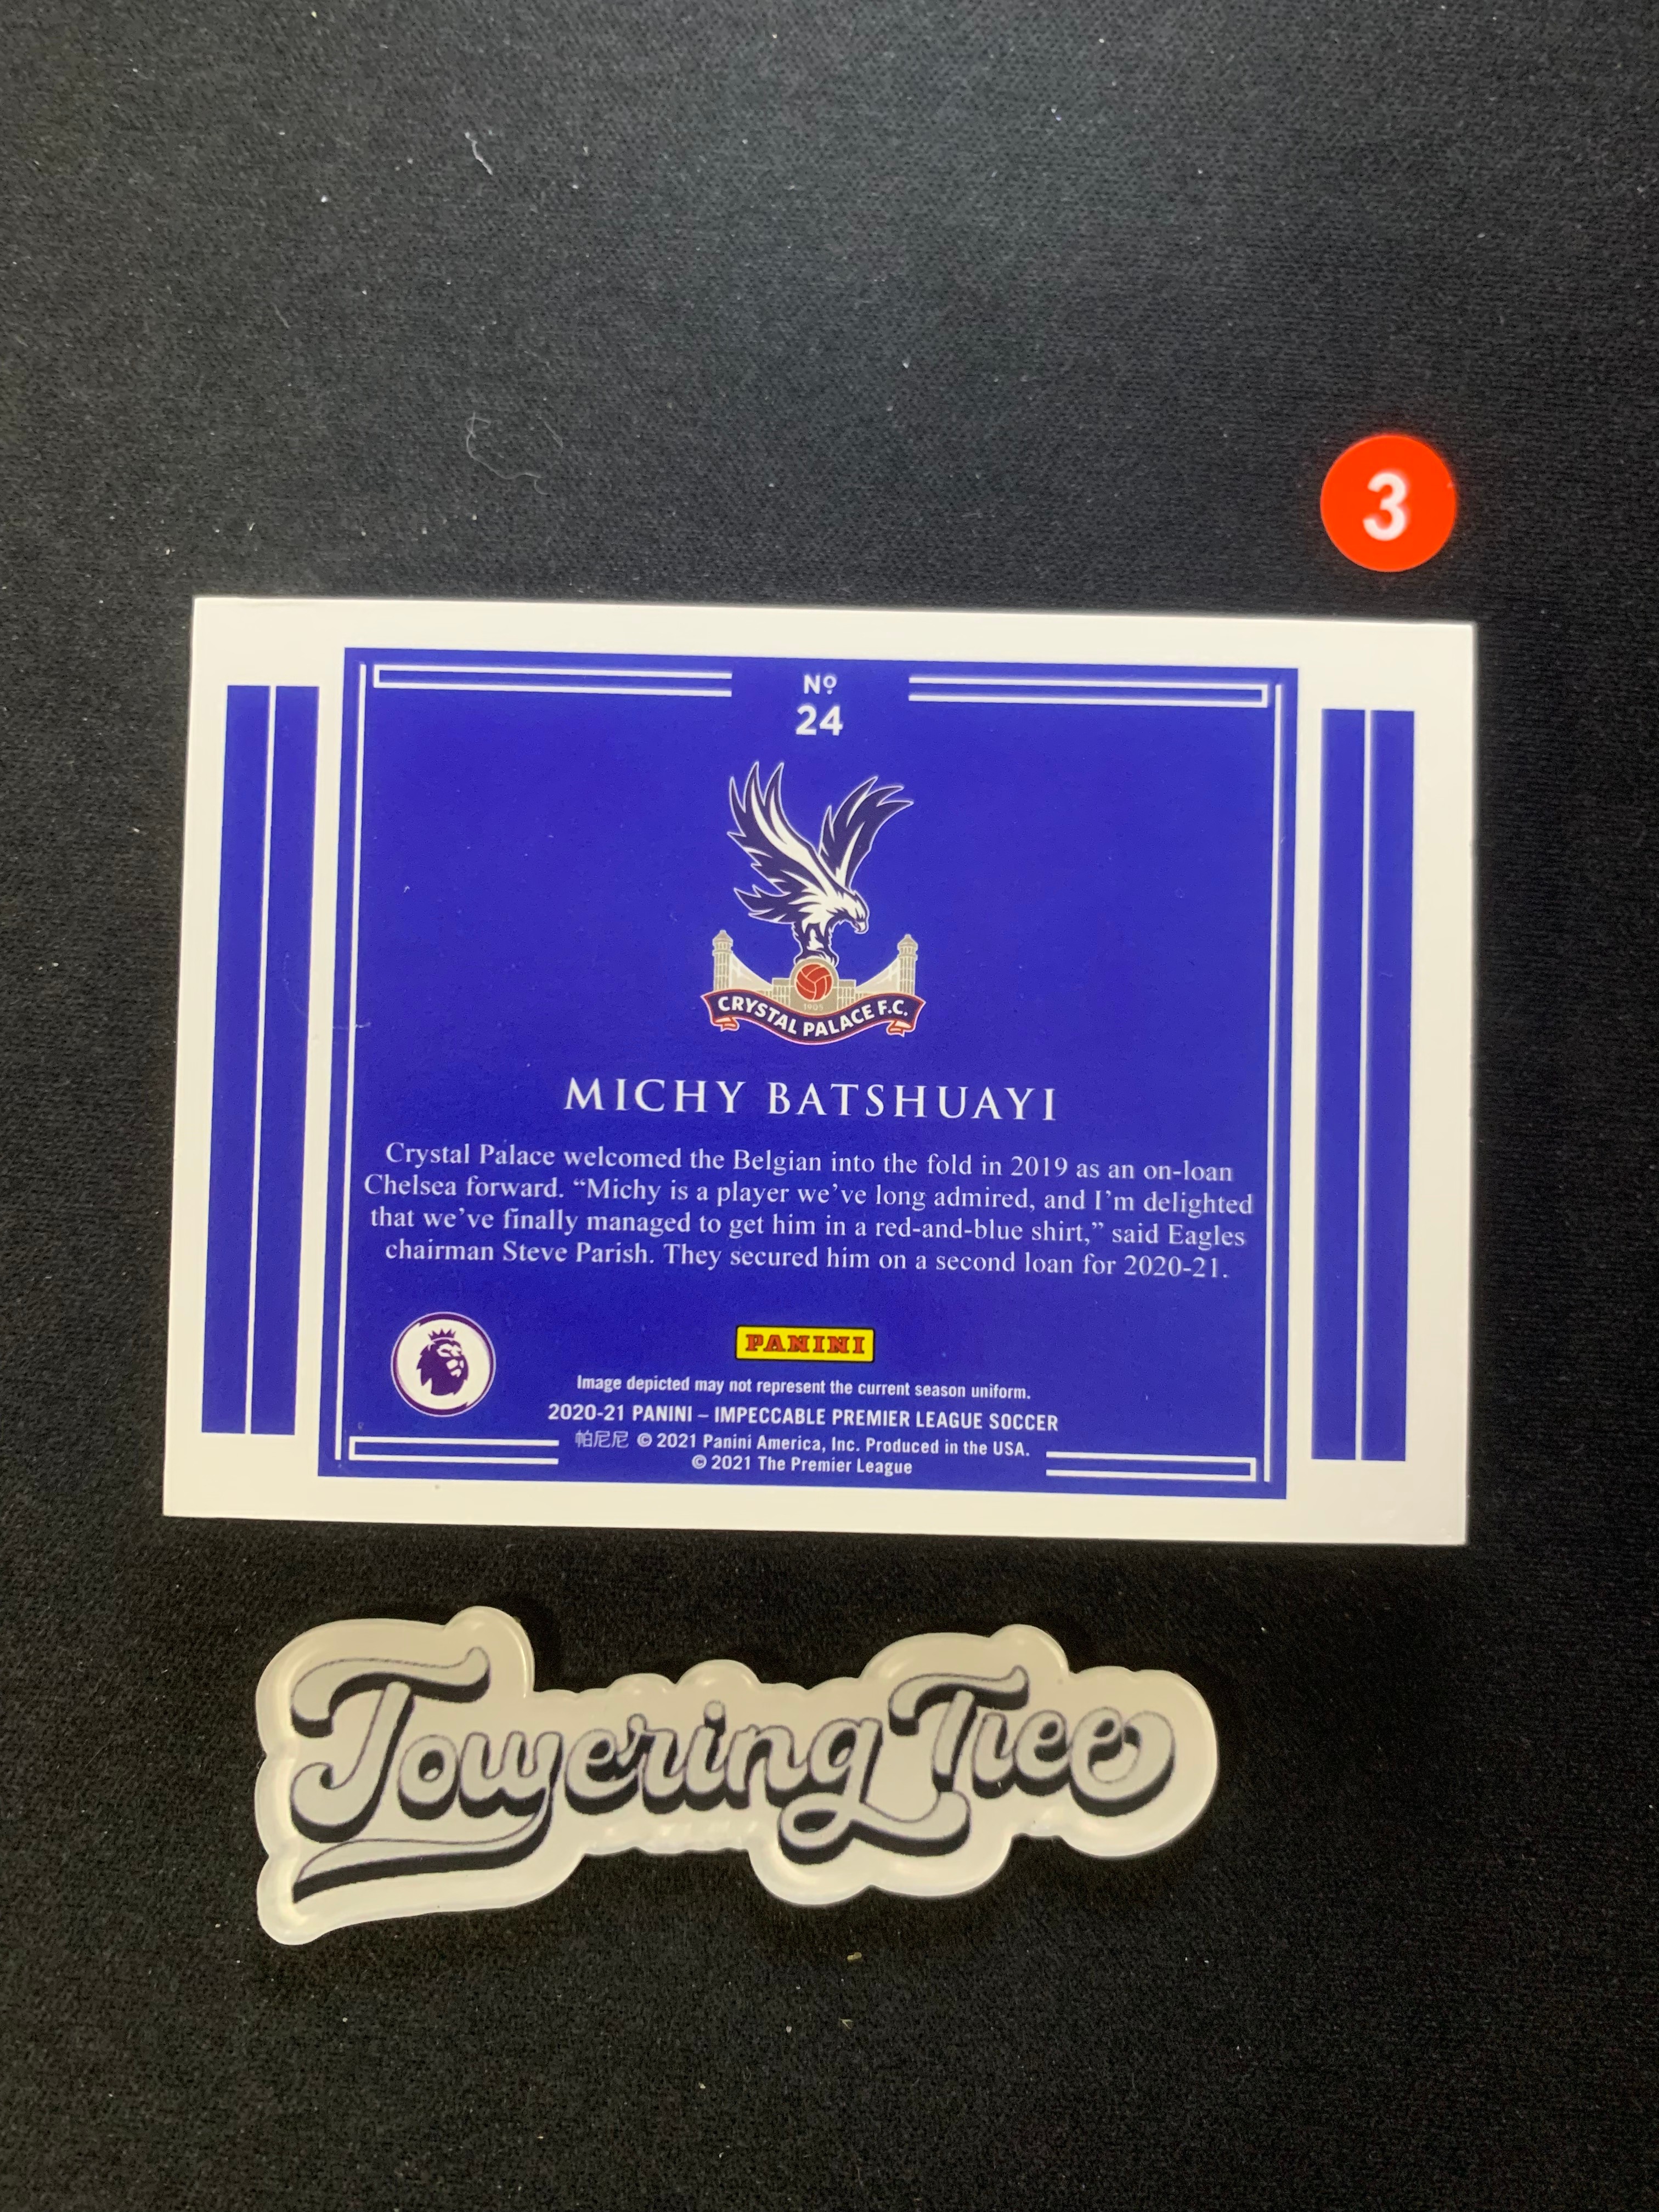 3
Nº
24
1905
CRYSTAL PALACE F.C.
MICHY BATSHUAYI
Crystal Palace welcomed the Belgian into the fold in 2019 as an on-loan
Chelsea forward. “Michy is a player we’ve long admired, and I’m delighted
that we’ve finally managed to get him in a red-and-blue shirt,” said Eagles
chairman Steve Parish. They secured him on a second loan for 2020-21.
PANINI
Image depicted may not represent the current season uniform.
2020-21 PANINI – IMPECCABLE PREMIER LEAGUE SOCCER
帕尼尼 © 2021 Panini America, Inc. Produced in the USA.
© 2021 The Premier League
ToweringTree